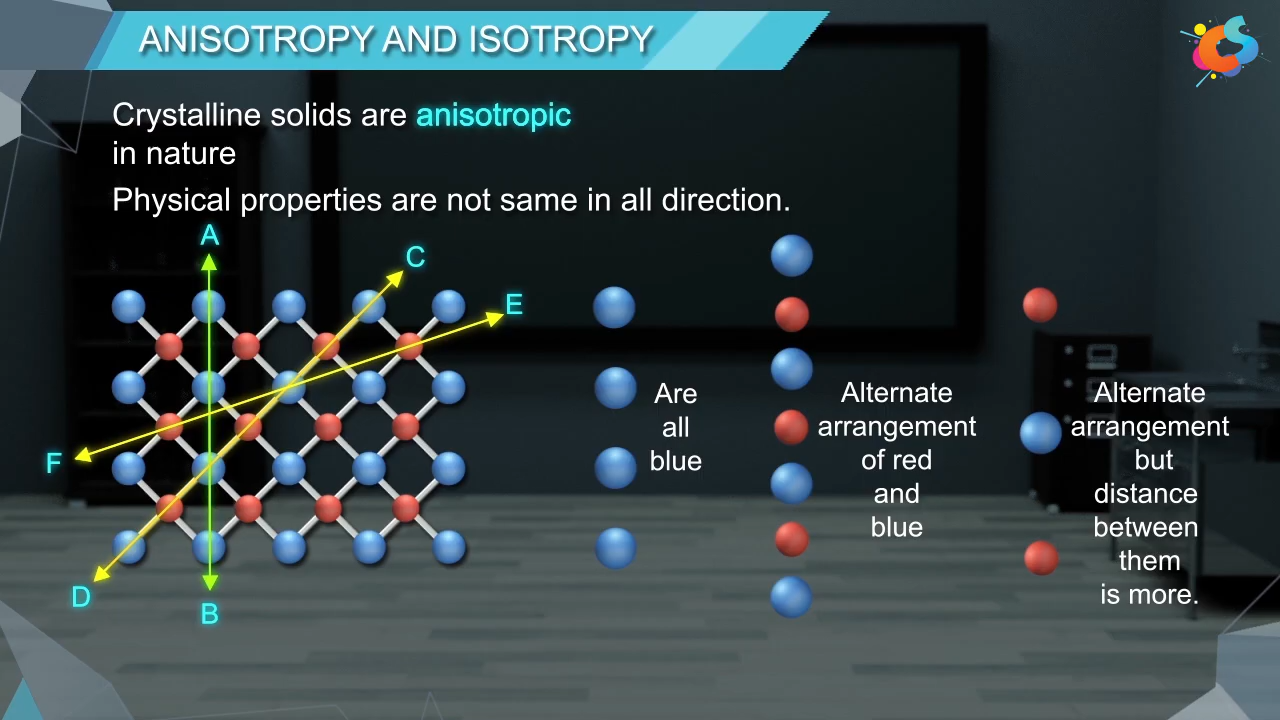 ANISOTROPY AND ISOTROPY
CS
Crystalline solids are anisotropic
in nature
Physical properties are not same in all direction.
A
C
E
F
D
B
Are
all
blue
Alternate
arrangement
of red
and
blue
Alternate
arrangement
but
distance
between
them
is more.